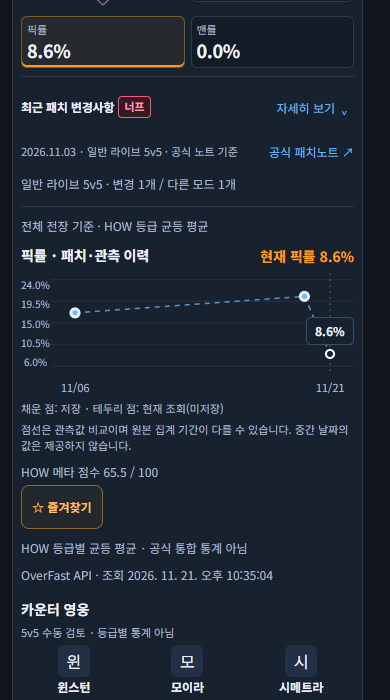 픽률
8.6%
밴률
0.0%
최근 패치 변경사항 너프 자세히 보기 ⌄
2026.11.03 · 일반 라이브 5v5 · 공식 노트 기준 공식 패치노트 ↗
일반 라이브 5v5 · 변경 1개 / 다른 모드 1개
전체 전장 기준 · HOW 등급 균등 평균
픽률 · 패치·관측 이력 현재 픽률 8.6%
24.0%
19.5%
15.0%
10.5%
6.0%
8.6%
11/06 11/21
채운 점: 저장 · 테두리 점: 현재 조회(미저장)
점선은 관측값 비교이며 원본 집계 기간이 다를 수 있습니다. 중간 날짜의
값은 제공하지 않습니다.
HOW 메타 점수 65.5 / 100
☆ 즐겨찾기
HOW 등급별 균등 평균 · 공식 통합 통계 아님
OverFast API · 조회 2026. 11. 21. 오후 10:35:04
카운터 영웅
5v5 수동 검토 · 등급별 통계 아님
윈 모 시
윈스턴 모이라 시메트라